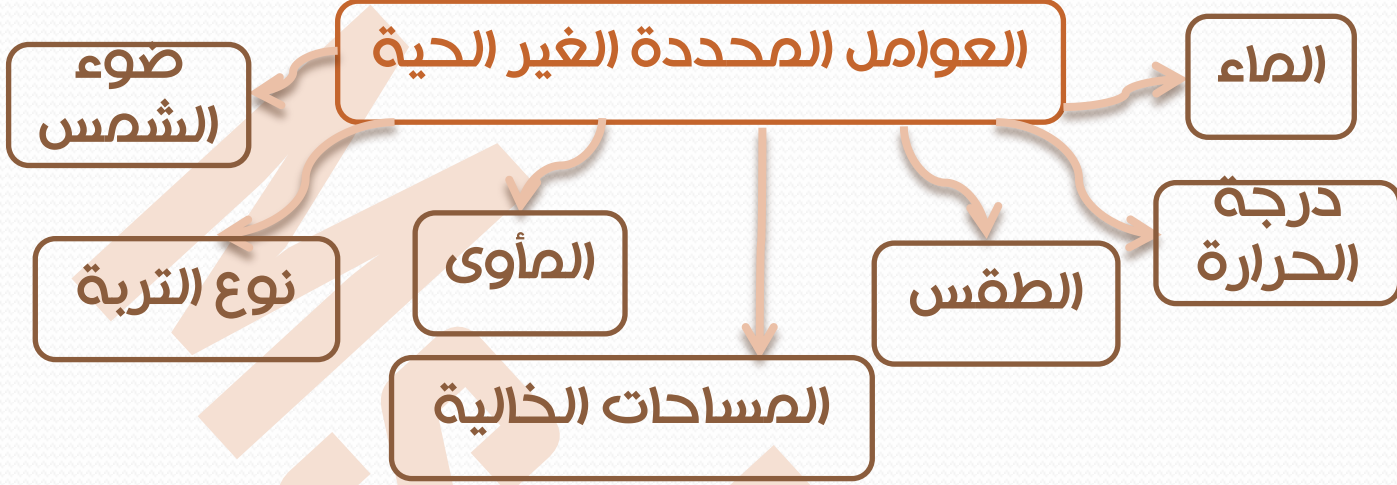 العوامل المحددة الغير الحية
الماء
ضوء
الشمس
درجة
الحرارة
الطقس
المساحات الخالية
المأوى
نوع التربة